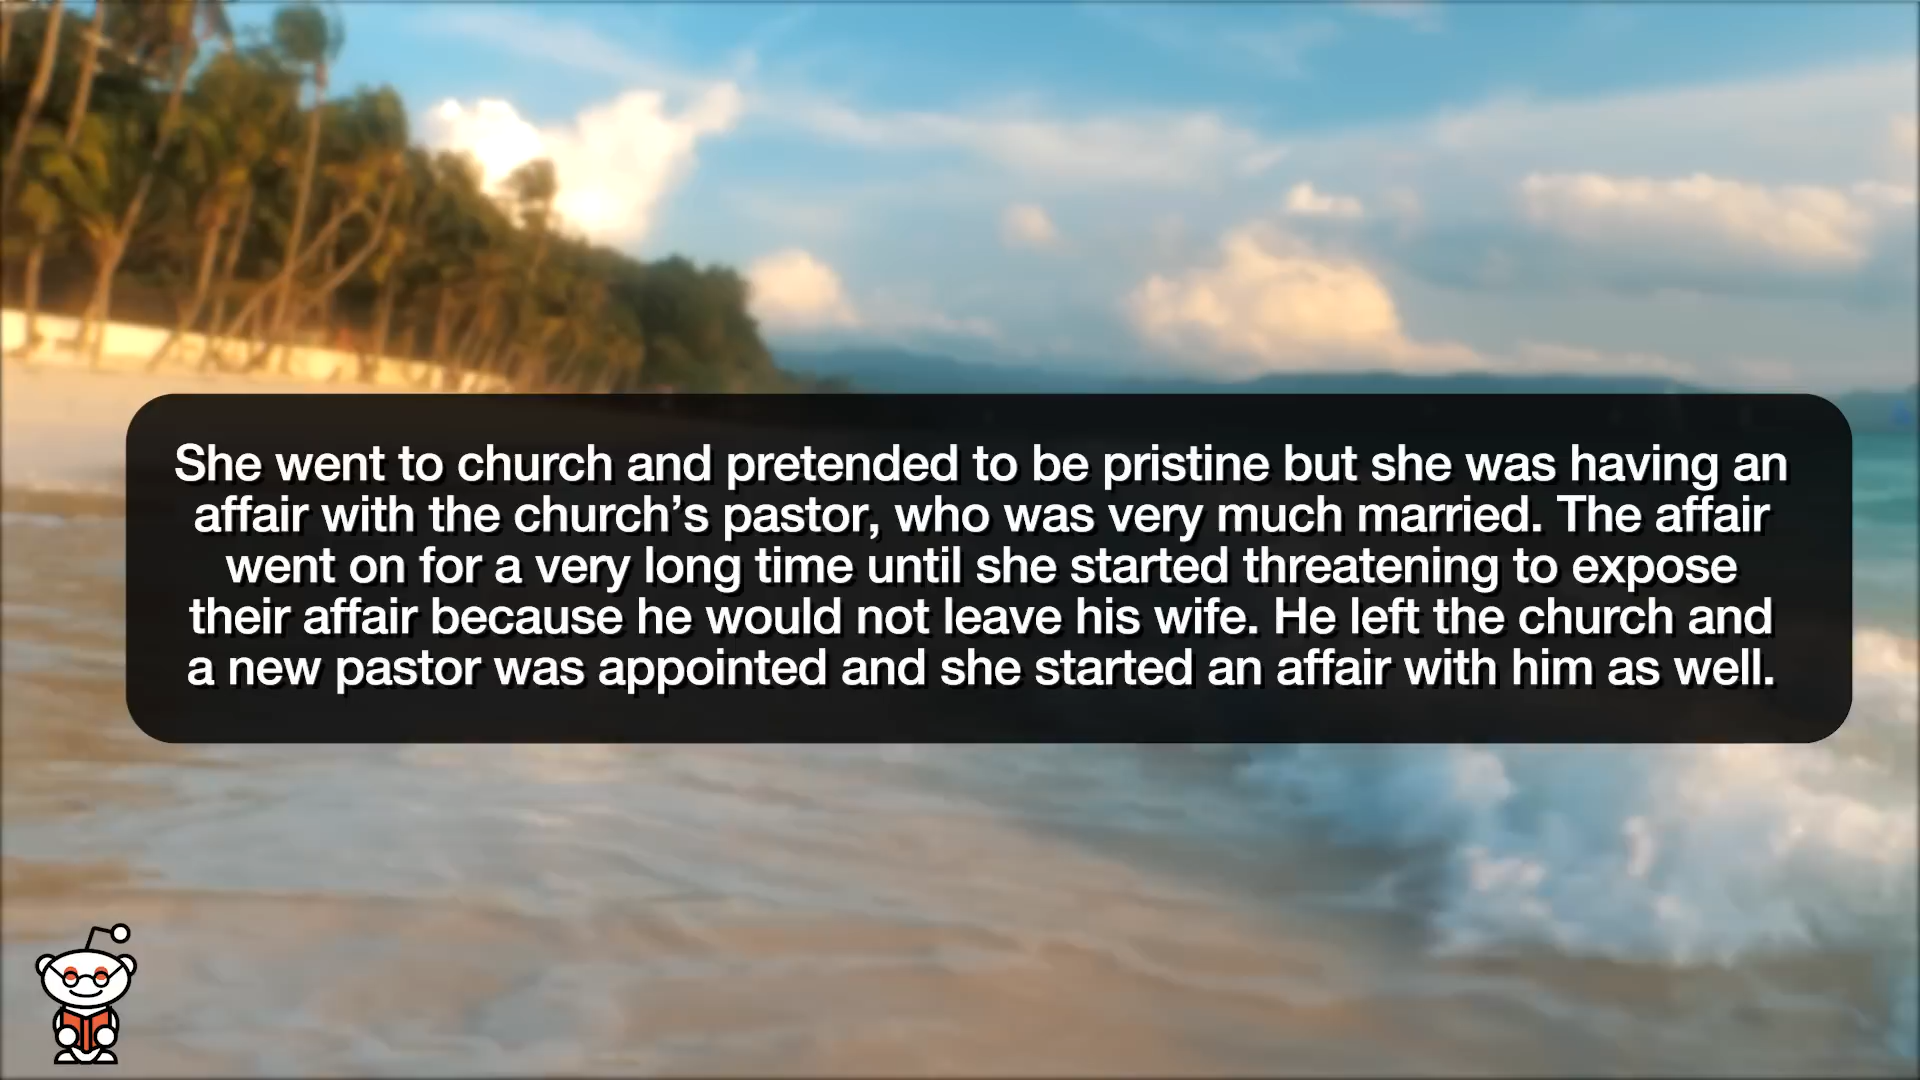 She went to church and pretended to be pristine but she was having an
affair with the church’s pastor, who was very much married. The affair
went on for a very long time until she started threatening to expose
their affair because he would not leave his wife. He left the church and
a new pastor was appointed and she started an affair with him as well.